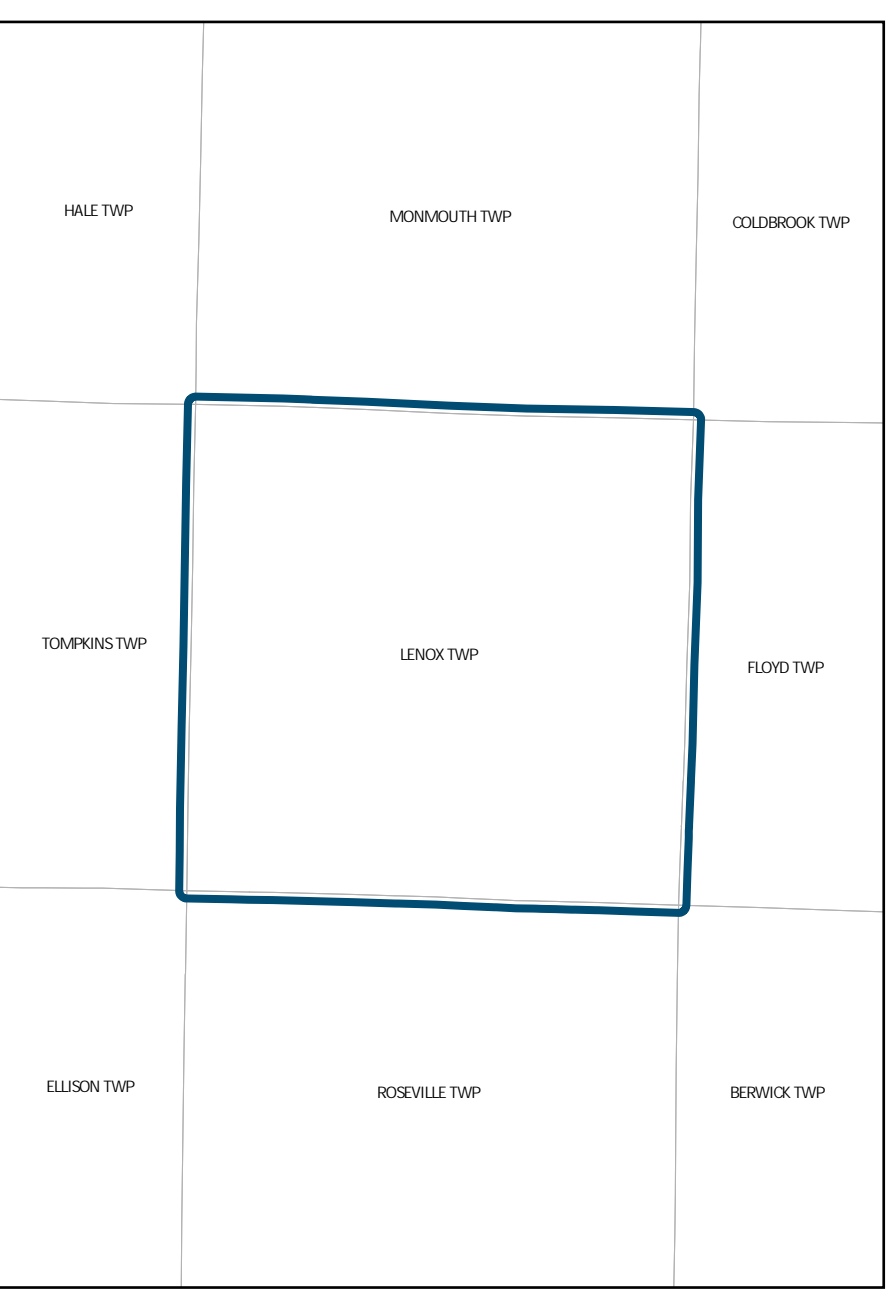 HALE TWP
MONMOUTH TWP
COLDBROOK TWP
TOMPKINS TWP
LENOX TWP
FLOYD TWP
ELLISON TWP
ROSEVILLE TWP
BERWICK TWP